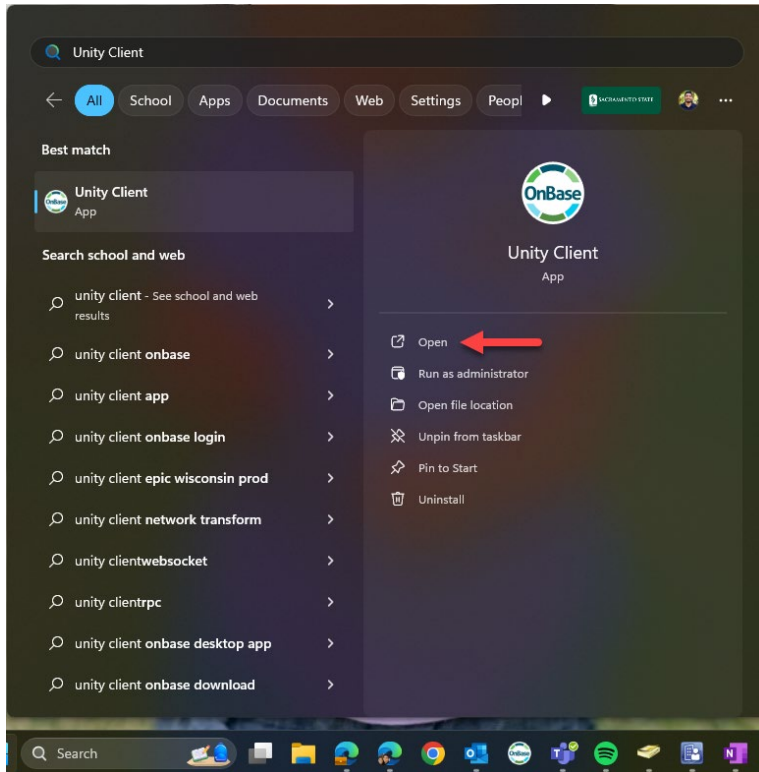 Unity Client
All School Apps Documents Web Settings Peopl SACRAMENTO STATE
Best match
Unity Client
App
Search school and web
unity client - See school and web
results
unity client onbase
unity client app
unity client onbase login
unity client epic wisconsin prod
unity client network transform
unity clientwebsocket
unity clientrpc
unity client onbase desktop app
unity client onbase download
OnBase
Unity Client
App
Open
Run as administrator
Open file location
Unpin from taskbar
Pin to Start
Uninstall
Search